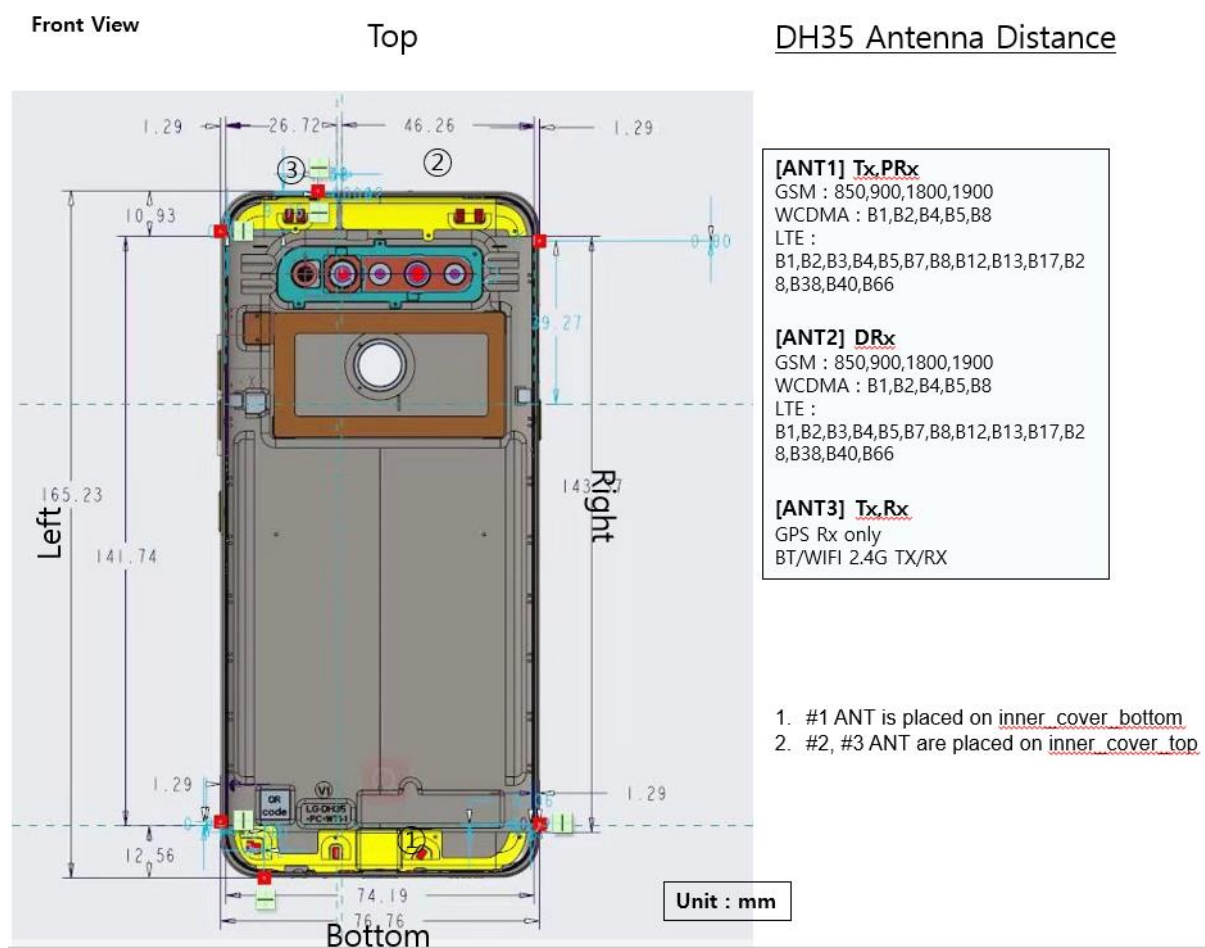 Front View
Top
DH35 Antenna Distance
1.29
26.72
46.26
1.29
③
②
10.93
0.00
39.27
[ANT1] Tx,PRx
GSM : 850,900,1800,1900
WCDMA : B1,B2,B4,B5,B8
LTE :
B1,B2,B3,B4,B5,B7,B8,B12,B13,B17,B2
8,B38,B40,B66
[ANT2] DRx
GSM : 850,900,1800,1900
WCDMA : B1,B2,B4,B5,B8
LTE :
B1,B2,B3,B4,B5,B7,B8,B12,B13,B17,B2
8,B38,B40,B66
[ANT3] Tx,Rx
GPS Rx only
BT/WIFI 2.4G TX/RX
165.23
Left
Right
141.74
1. #1 ANT is placed on inner_cover_bottom
2. #2, #3 ANT are placed on inner_cover_top
1.29
1.29
QR
code
V1
LG-DH35
①
12.56
74.19
76.76
Bottom
Unit : mm